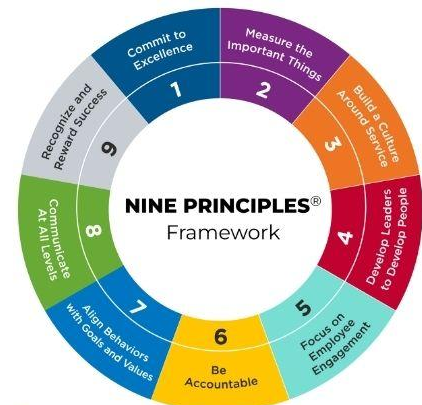 NINE PRINCIPLES®
Framework
Commit to
Excellence
1
Measure the
Important Things
2
Build a Culture
Around Service
3
Develop Leaders
to Develop People
4
Focus on
Employee
Engagement
5
Be
Accountable
6
Align Behaviors
with Goals and Values
7
Communicate
At All Levels
8
Recognize and
Reward Success
9